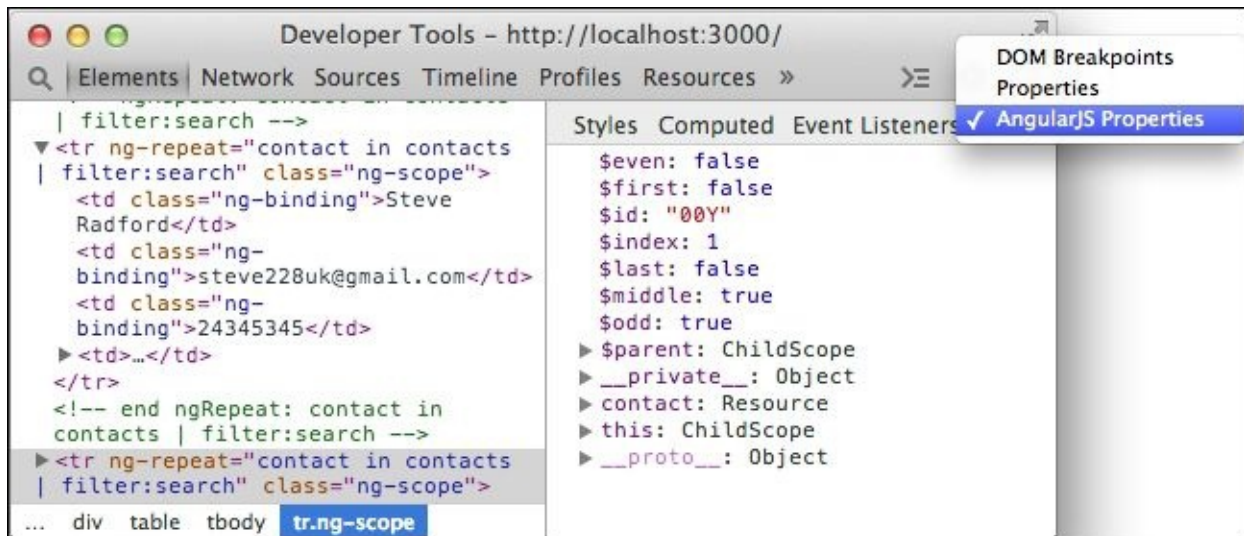 Developer Tools – http://localhost:3000/
Elements Network Sources Timeline Profiles Resources »
DOM Breakpoints
Properties
✓ AngularJS Properties
| filter:search -->
▼<tr ng-repeat="contact in contacts
| filter:search" class="ng-scope">
<td class="ng-binding">Steve
Radford</td>
<td class="ng-
binding">steve228uk@gmail.com</td>
<td class="ng-
binding">24345345</td>
▶<td>…</td>
</tr>
<!-- end ngRepeat: contact in
contacts | filter:search -->
▶<tr ng-repeat="contact in contacts
| filter:search" class="ng-scope">
... div table tbody tr.ng-scope
Styles Computed Event Listeners
$even: false
$first: false
$id: "00Y"
$index: 1
$last: false
$middle: true
$odd: true
▶ $parent: ChildScope
▶ __private__: Object
▶ contact: Resource
▶ this: ChildScope
▶ __proto__: Object